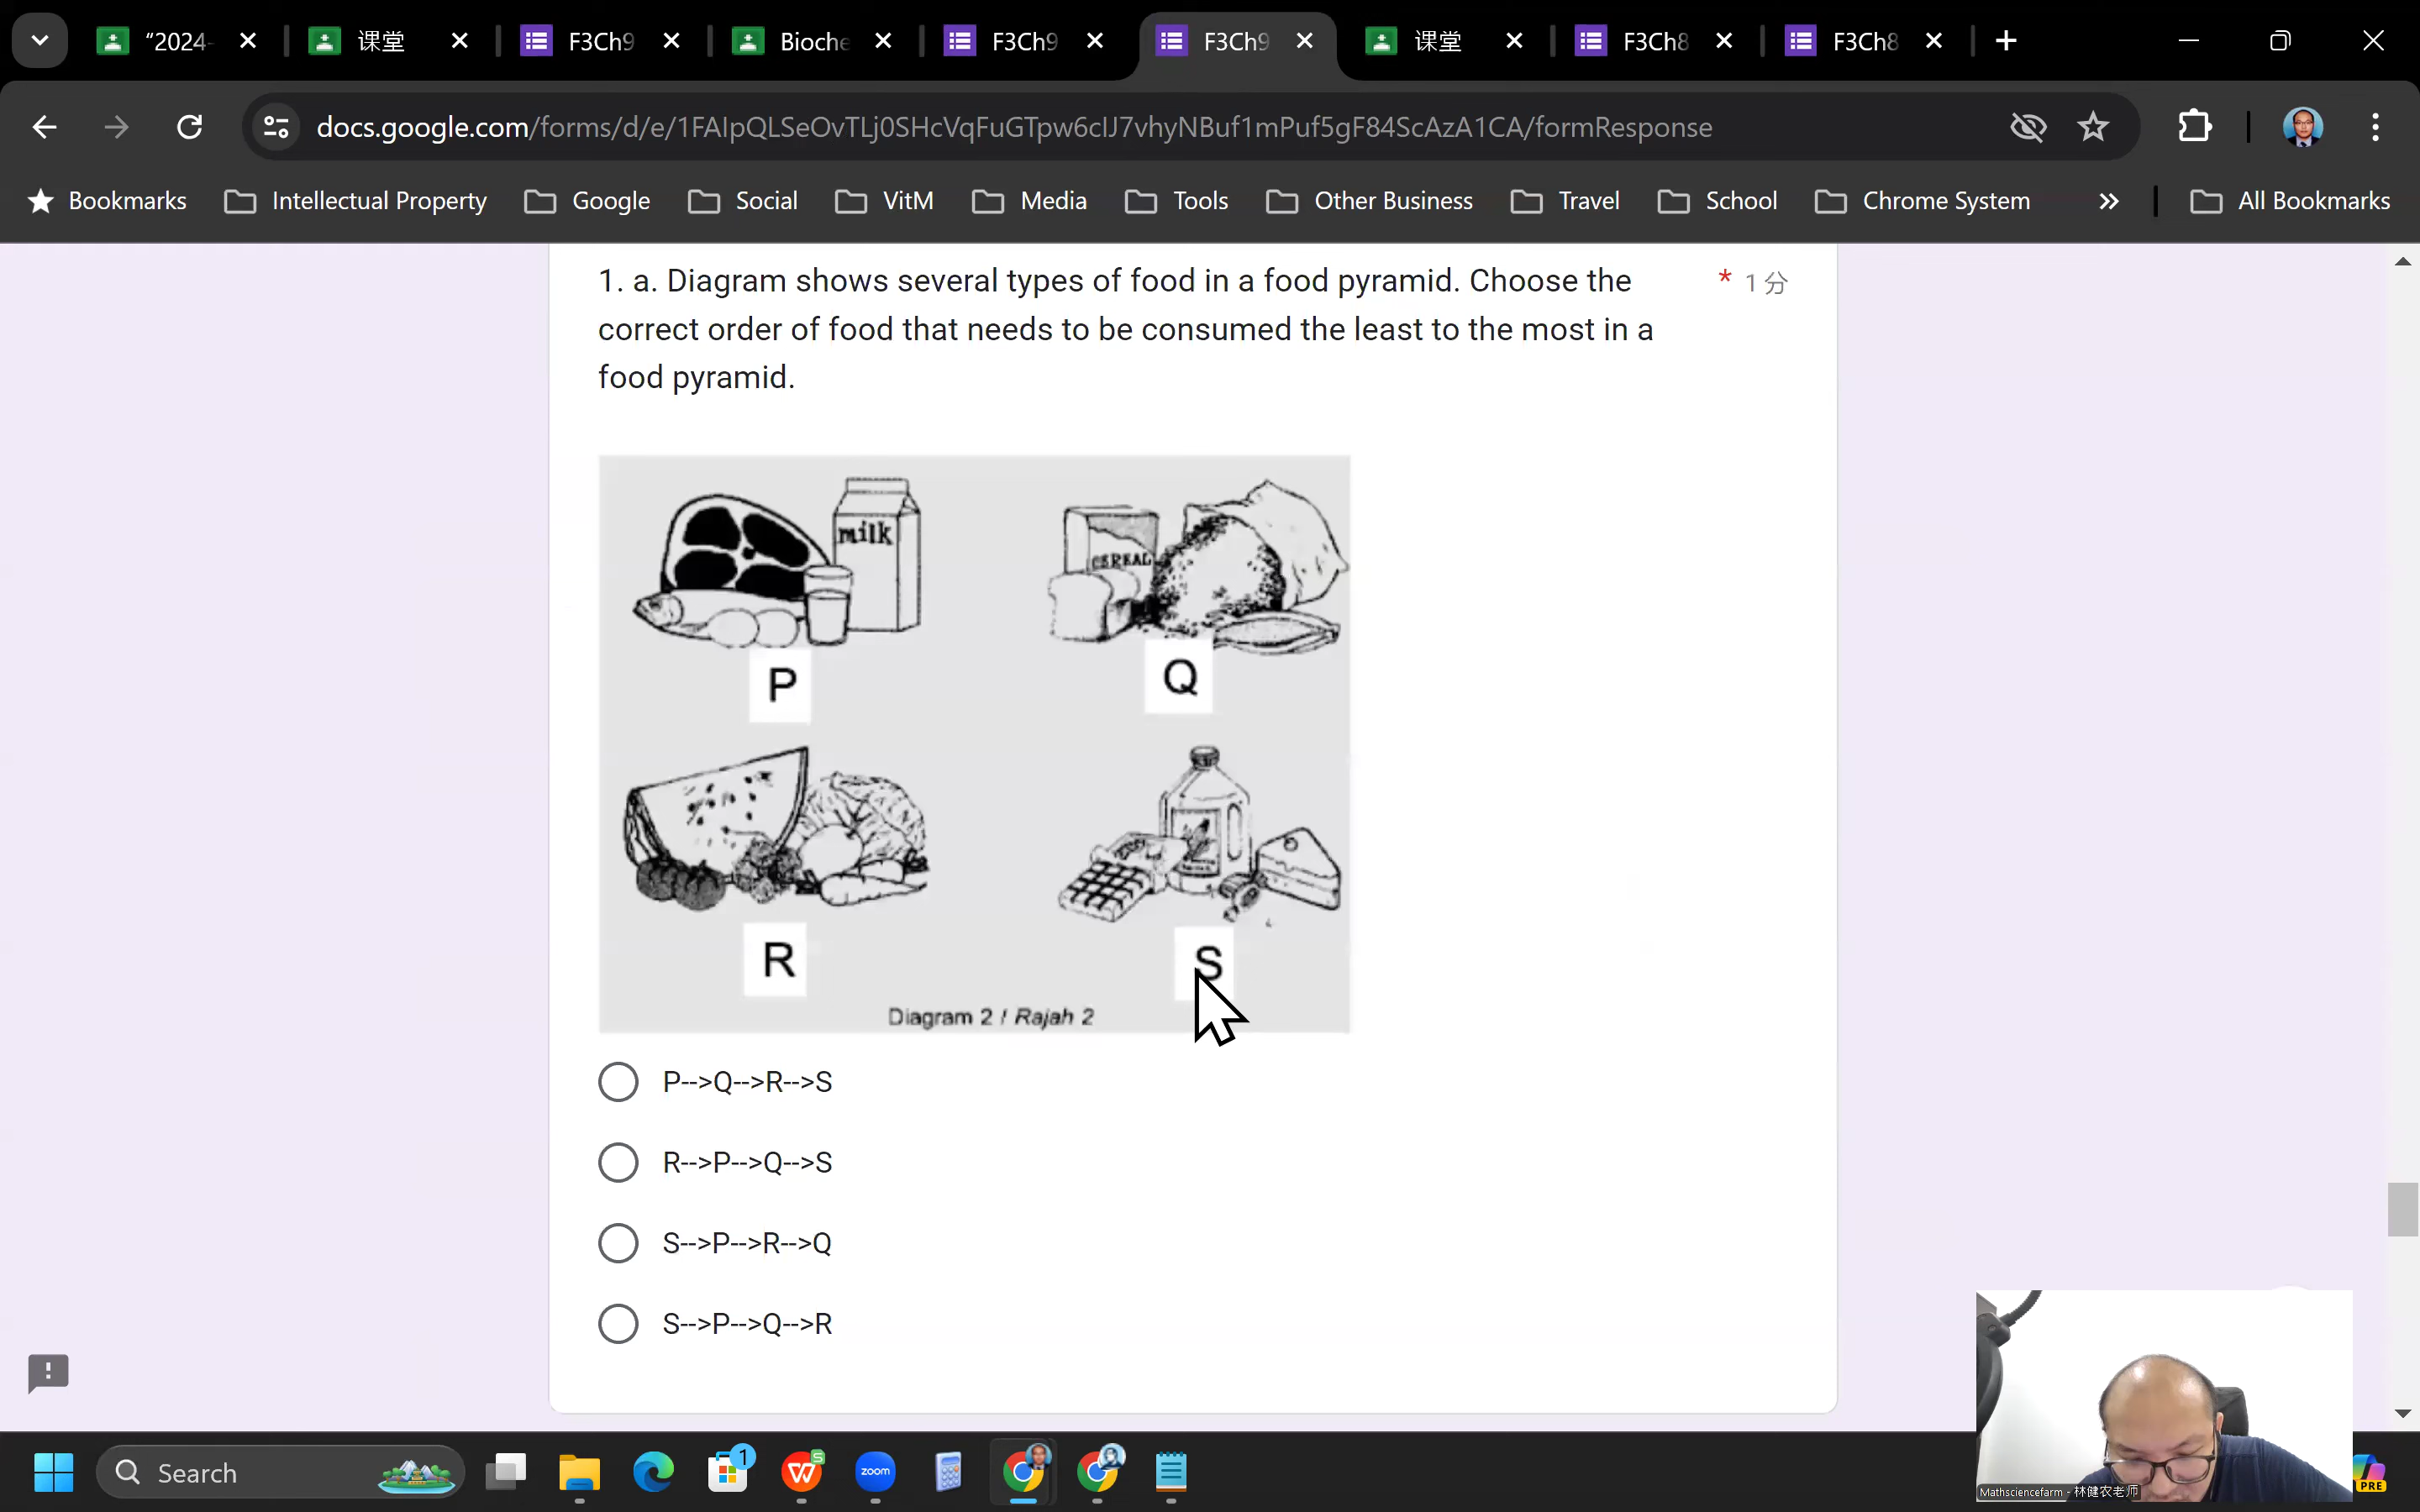 "2024-
课堂
F3Ch9
Bioche
F3Ch9
F3Ch9
课堂
F3Ch8
F3Ch8
docs.google.com/forms/d/e/1FAIpQLSeOvTLj0SHcVqFuGTpw6cIJ7vhyNBuf1mPuf5gF84ScAzA1CA/formResponse
Bookmarks
Intellectual Property
Google
Social
VitM
Media
Tools
Other Business
Travel
School
Chrome System
All Bookmarks
1. a. Diagram shows several types of food in a food pyramid. Choose the
correct order of food that needs to be consumed the least to the most in a
food pyramid.
* 1 分
milk
CEREAL
P
Q
R
S
Diagram 2 / Rajah 2
P-->Q-->R-->S
R-->P-->Q-->S
S-->P-->R-->Q
S-->P-->Q-->R
Mathsciencefarm - 林健农老师
Search
1
S
zoom
PRE